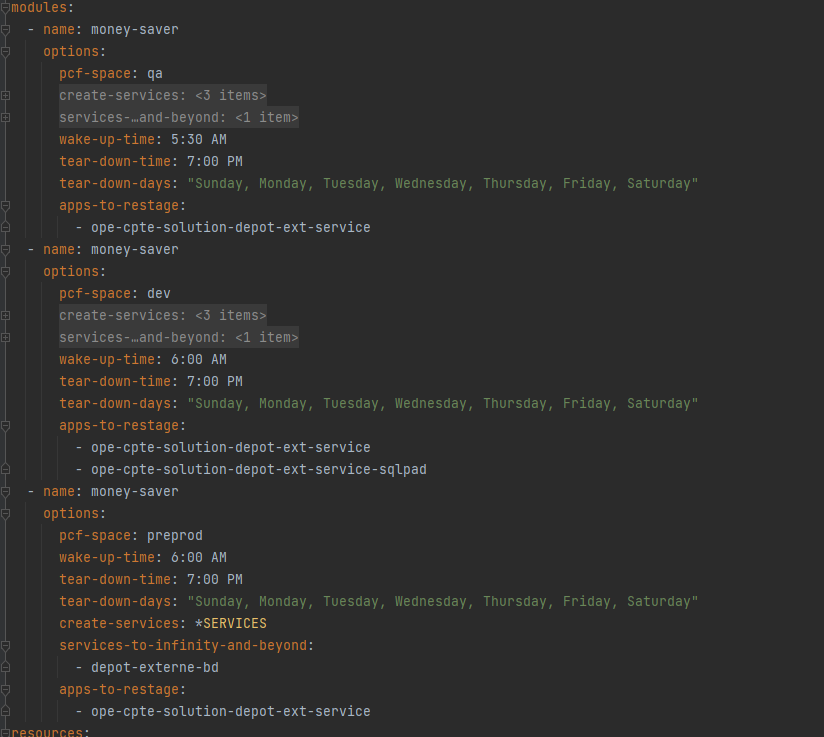 modules:
  - name: money-saver
    options:
      pcf-space: qa
      create-services: <3 items>
      services-…and-beyond: <1 item>
      wake-up-time: 5:30 AM
      tear-down-time: 7:00 PM
      tear-down-days: "Sunday, Monday, Tuesday, Wednesday, Thursday, Friday, Saturday"
      apps-to-restage:
        - ope-cpte-solution-depot-ext-service
  - name: money-saver
    options:
      pcf-space: dev
      create-services: <3 items>
      services-…and-beyond: <1 item>
      wake-up-time: 6:00 AM
      tear-down-time: 7:00 PM
      tear-down-days: "Sunday, Monday, Tuesday, Wednesday, Thursday, Friday, Saturday"
      apps-to-restage:
        - ope-cpte-solution-depot-ext-service
        - ope-cpte-solution-depot-ext-service-sqlpad
  - name: money-saver
    options:
      pcf-space: preprod
      wake-up-time: 6:00 AM
      tear-down-time: 7:00 PM
      tear-down-days: "Sunday, Monday, Tuesday, Wednesday, Thursday, Friday, Saturday"
      create-services: *SERVICES
      services-to-infinity-and-beyond:
        - depot-externe-bd
      apps-to-restage:
        - ope-cpte-solution-depot-ext-service
resources: